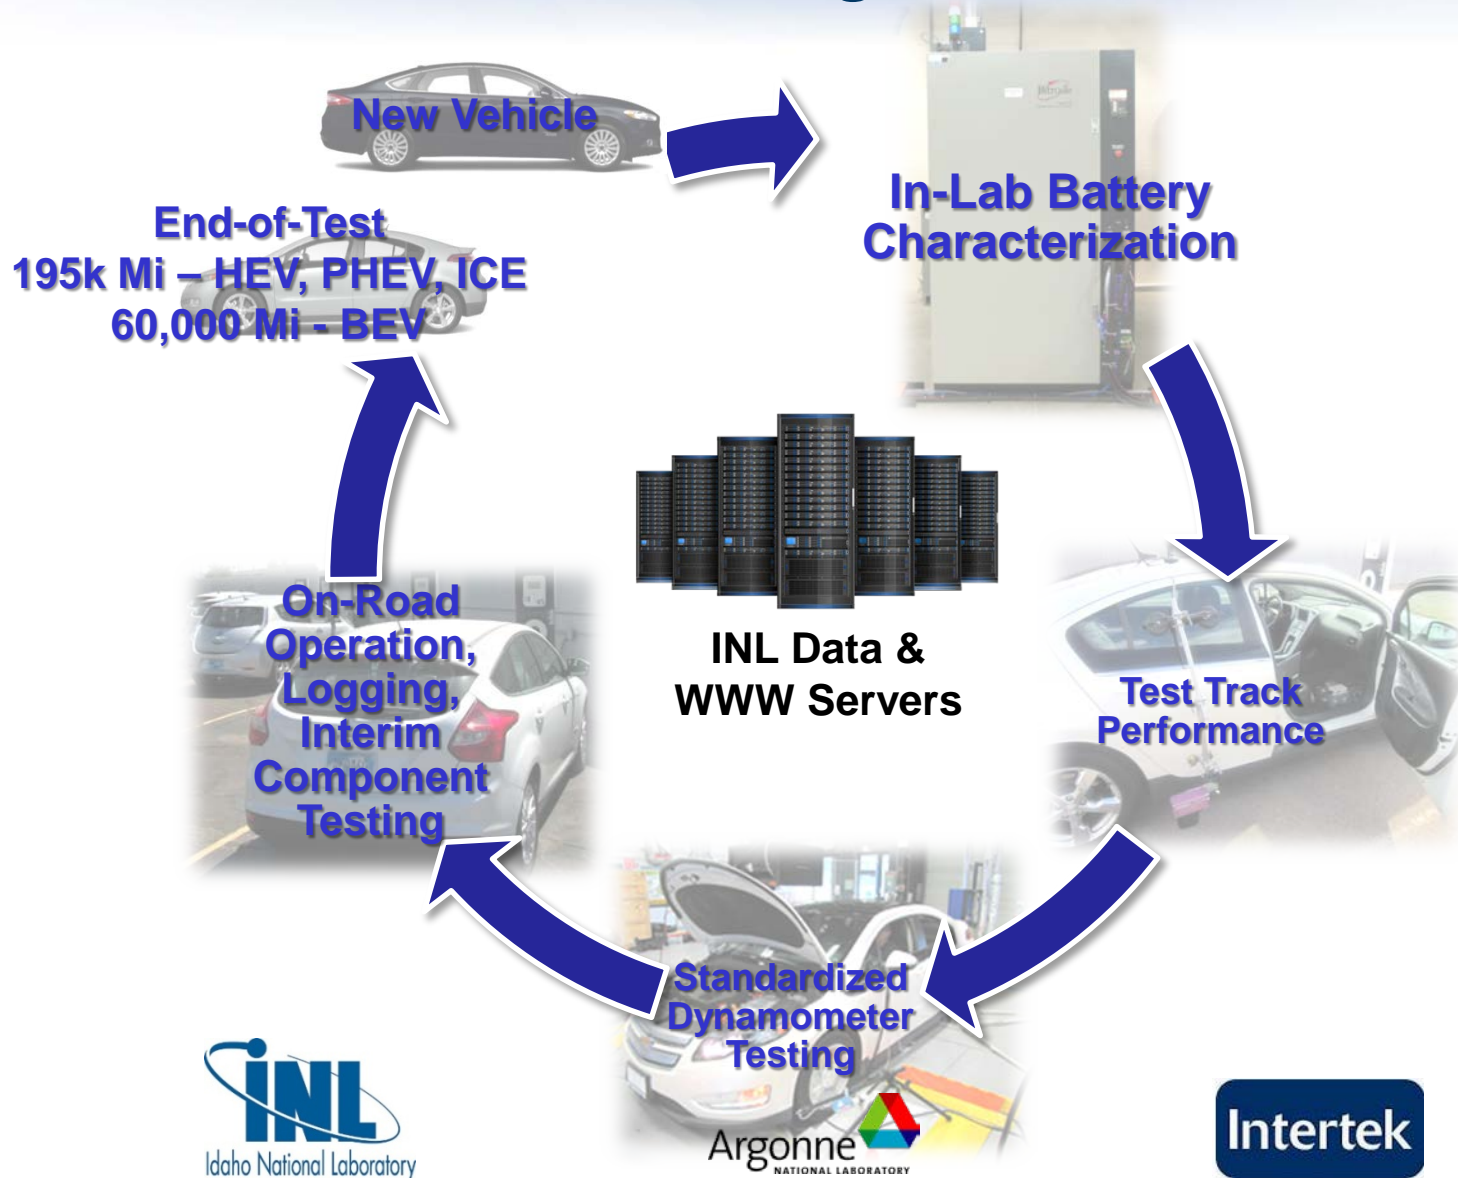 New Vehicle
In-Lab Battery
Characterization
End-of-Test
195k Mi – HEV, PHEV, ICE
60,000 Mi - BEV
INL Data &
WWW Servers
On-Road
Operation,
Logging,
Interim
Component
Testing
Test Track
Performance
Standardized
Dynamometer
Testing
INL
Idaho National Laboratory
Argonne
NATIONAL LABORATORY
Intertek